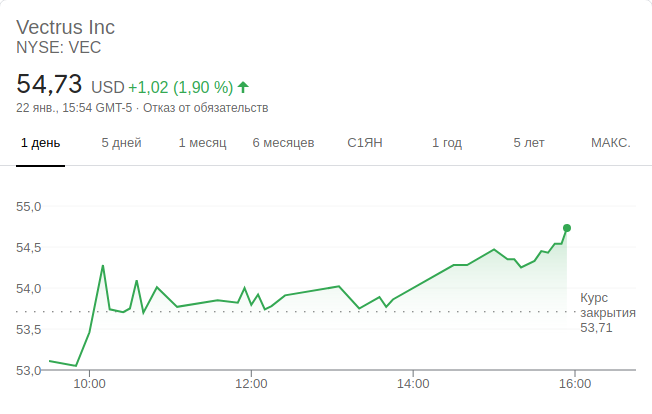 Vectrus Inc
NYSE: VEC
54,73 USD +1,02 (1,90 %)
22 янв., 15:54 GMT-5 · Отказ от обязательств
1 день 5 дней 1 месяц 6 месяцев С1ЯН 1 год 5 лет МАКС.
55,0
54,5
54,0
53,5
53,0
Курс
закрытия
53,71
10:00 12:00 14:00 16:00